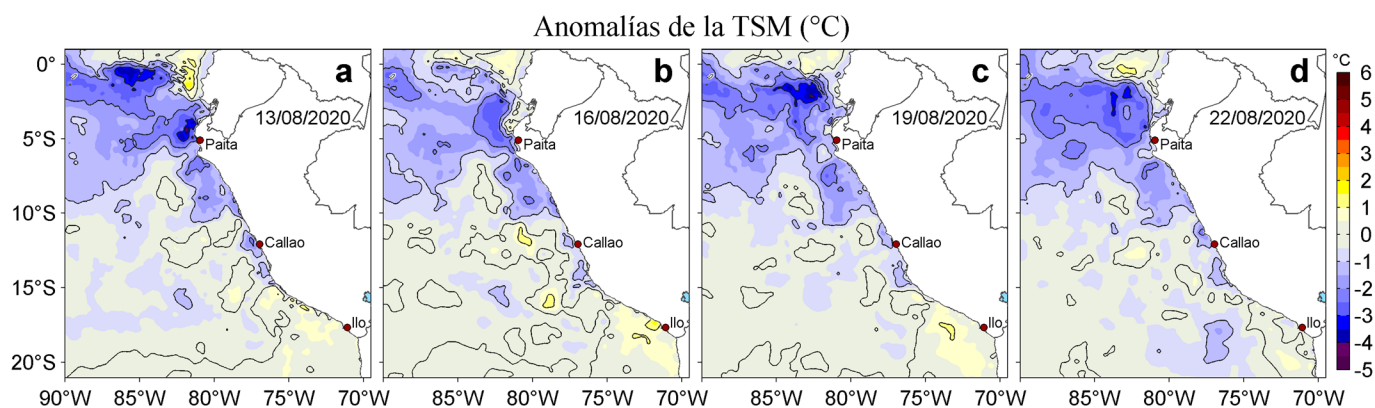 Anomalías de la TSM (°C)
a
13/08/2020
Paita
Callao
Ilo
b
16/08/2020
Paita
Callao
Ilo
c
19/08/2020
Paita
Callao
Ilo
d
22/08/2020
Paita
Callao
Ilo
0°
5°S
10°S
15°S
20°S
90°W 85°W 80°W 75°W 70°W
85°W 80°W 75°W 70°W
85°W 80°W 75°W 70°W
85°W 80°W 75°W 70°W
°C
6
5
4
3
2
1
0
-1
-2
-3
-4
-5